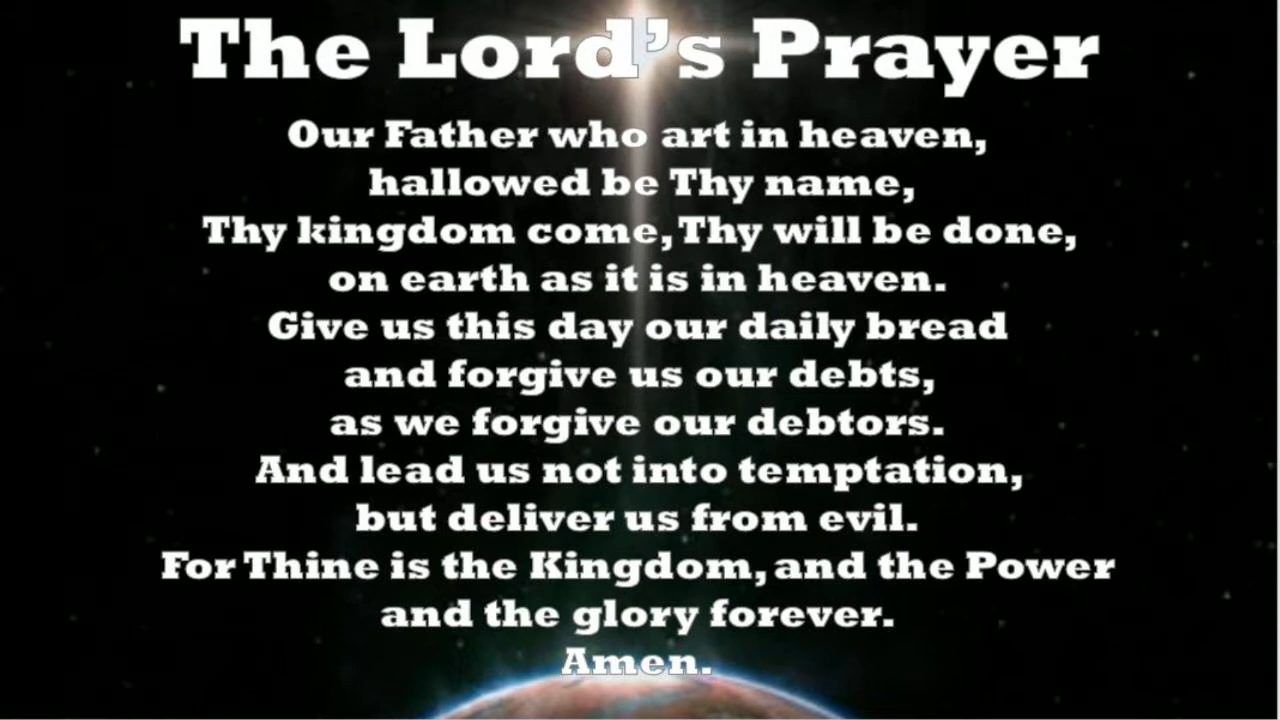 The Lord’s Prayer
Our Father who art in heaven,
hallowed be Thy name,
Thy kingdom come, Thy will be done,
on earth as it is in heaven.
Give us this day our daily bread
and forgive us our debts,
as we forgive our debtors.
And lead us not into temptation,
but deliver us from evil.
For Thine is the Kingdom, and the Power
and the glory forever.
Amen.